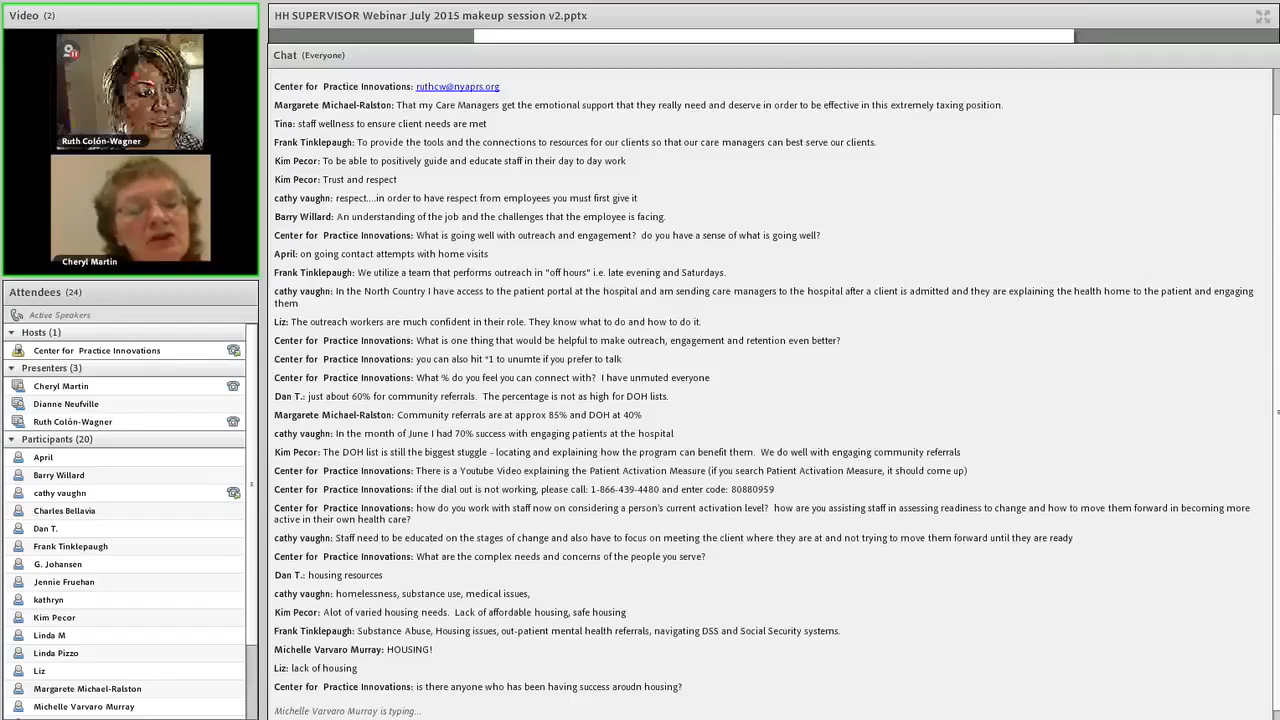 Video (2)
Ruth Colón-Wagner
Cheryl Martin
Attendees (24)
Active Speakers
Hosts (1)
Center for Practice Innovations
Presenters (3)
Cheryl Martin
Dianne Neufville
Ruth Colón-Wagner
Participants (20)
April
Barry Willard
cathy vaughn
Charles Bellavia
Dan T.
Frank Tinklepaugh
G. Johansen
Jennie Fruehan
kathryn
Kim Pecor
Linda M
Linda Pizzo
Liz
Margarete Michael-Ralston
Michelle Varvaro Murray
HH SUPERVISOR Webinar July 2015 makeup session v2.pptx
Chat (Everyone)
Center for Practice Innovations: ruthcw@nyaprs.org
Margarete Michael-Ralston: That my Care Managers get the emotional support that they really need and deserve in order to be effective in this extremely taxing position.
Tina: staff wellness to ensure client needs are met
Frank Tinklepaugh: To provide the tools and the connections to resources for our clients so that our care managers can best serve our clients.
Kim Pecor: To be able to positively guide and educate staff in their day to day work
Kim Pecor: Trust and respect
cathy vaughn: respect....in order to have respect from employees you must first give it
Barry Willard: An understanding of the job and the challenges that the employee is facing.
Center for Practice Innovations: What is going well with outreach and engagement? do you have a sense of what is going well?
April: on going contact attempts with home visits
Frank Tinklepaugh: We utilize a team that performs outreach in "off hours" i.e. late evening and Saturdays.
cathy vaughn: In the North Country I have access to the patient portal at the hospital and am sending care managers to the hospital after a client is admitted and they are explaining the health home to the patient and engaging
them
Liz: The outreach workers are much confident in their role. They know what to do and how to do it.
Center for Practice Innovations: What is one thing that would be helpful to make outreach, engagement and retention even better?
Center for Practice Innovations: you can also hit *1 to unumte if you prefer to talk
Center for Practice Innovations: What % do you feel you can connect with? I have unmuted everyone
Dan T.: just about 60% for community referrals. The percentage is not as high for DOH lists.
Margarete Michael-Ralston: Community referrals are at approx 85% and DOH at 40%
cathy vaughn: In the month of June I had 70% success with engaging patients at the hospital
Kim Pecor: The DOH list is still the biggest stuggle - locating and explaining how the program can benefit them. We do well with engaging community referrals
Center for Practice Innovations: There is a Youtube Video explaining the Patient Activation Measure (if you search Patient Activation Measure, it should come up)
Center for Practice Innovations: if the dial out is not working, please call: 1-866-439-4480 and enter code: 80880959
Center for Practice Innovations: how do you work with staff now on considering a person's current activation level? how are you assisting staff in assessing readiness to change and how to move them forward in becoming more
active in their own health care?
cathy vaughn: Staff need to be educated on the stages of change and also have to focus on meeting the client where they are at and not trying to move them forward until they are ready
Center for Practice Innovations: What are the complex needs and concerns of the people you serve?
Dan T.: housing resources
cathy vaughn: homelessness, substance use, medical issues,
Kim Pecor: Alot of varied housing needs. Lack of affordable housing, safe housing
Frank Tinklepaugh: Substance Abuse, Housing issues, out-patient mental health referrals, navigating DSS and Social Security systems.
Michelle Varvaro Murray: HOUSING!
Liz: lack of housing
Center for Practice Innovations: is there anyone who has been having success aroudn housing?
Michelle Varvaro Murray is typing...